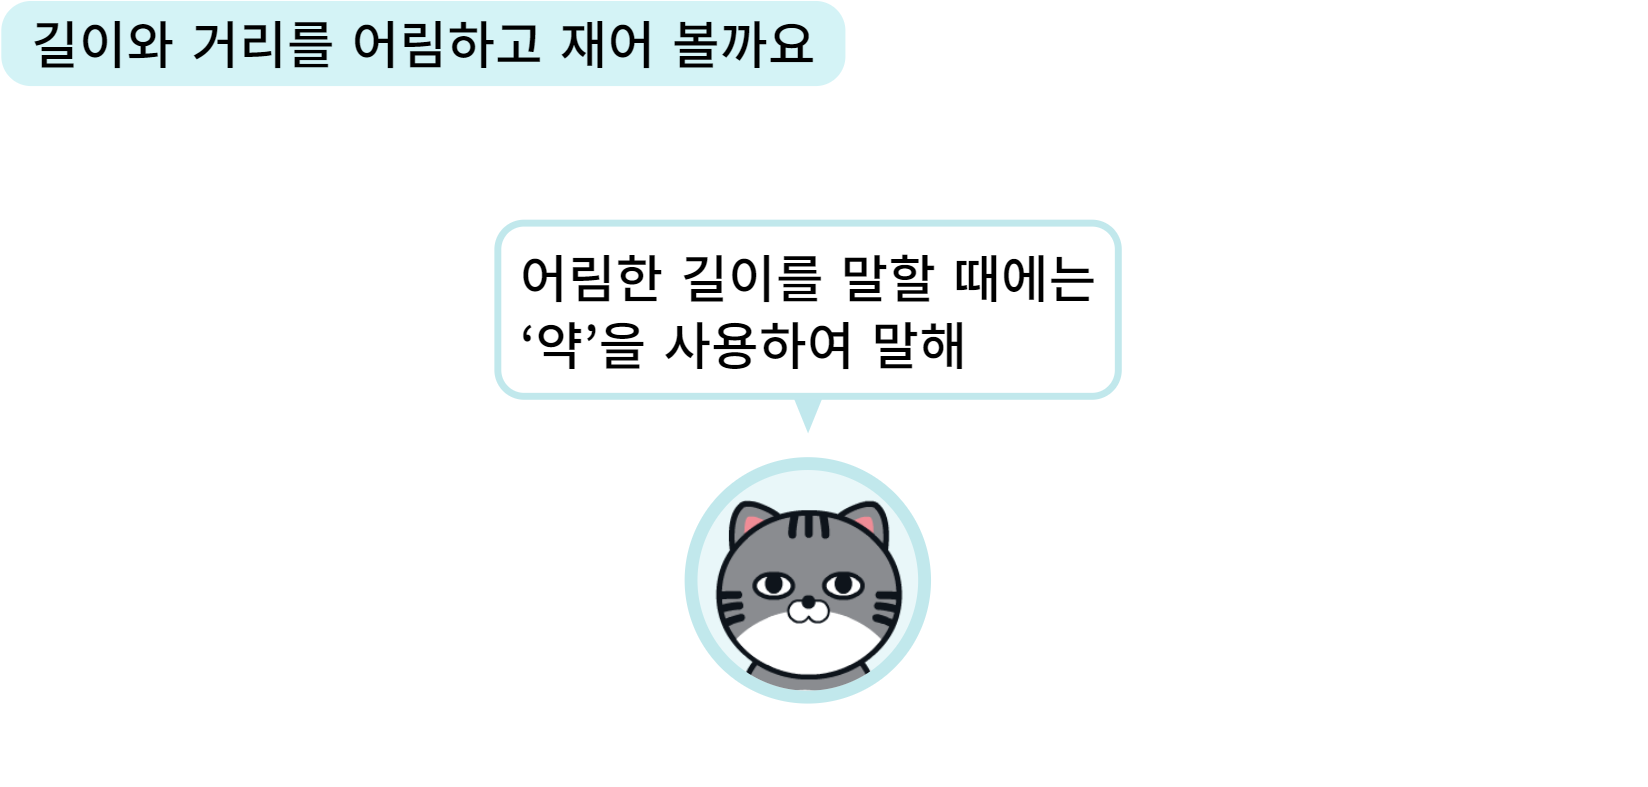 길이와 거리를 어림하고 재어 볼까요
어림한 길이를 말할 때에는
‘약’을 사용하여 말해